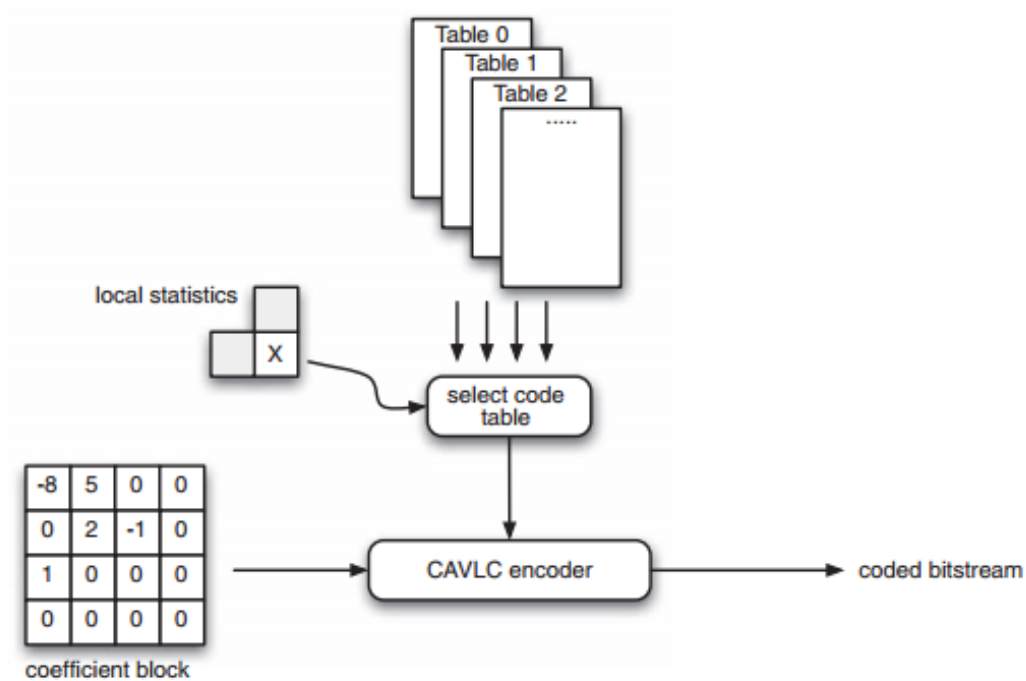 Table 0
Table 1
Table 2
.....
local statistics
X
select code
table
-8 5 0 0
0 2 -1 0
1 0 0 0
0 0 0 0
CAVLC encoder
coded bitstream
coefficient block